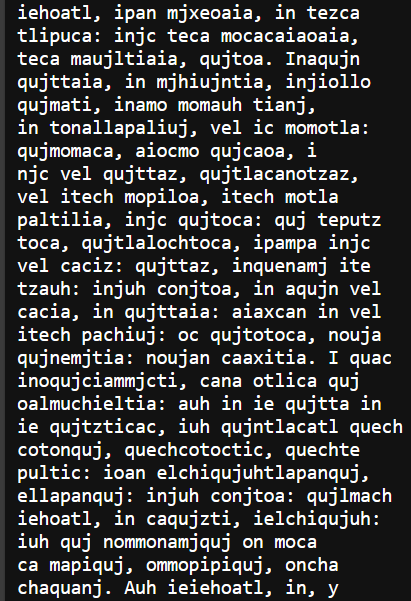 iehoatl, ipan mjxeoaia, in tezca
tlipuca: injc teca mocacaiaoaia,
teca maujltiaia, qujtoa. Inaqujn
qujttaia, in mjhiujntia, injiollo
qujmati, inamo momauh tianj,
in tonallapaliuj, vel ic momotla:
qujmomaca, aiocmo qujcaoa, i
njc vel qujttaz, qujtlacanotzaz,
vel itech mopiloa, itech motla
paltilia, injc qujtoca: quj teputz
toca, qujtlalochtoca, ipampa injc
vel caciz: qujttaz, inquenamj ite
tzauh: injuh conjtoa, in aqujn vel
cacia, in qujttaia: aiaxcan in vel
itech pachiuj: oc qujtotoca, nouja
qujnemjtia: noujan caaxitia. I quac
inoqujciammjcti, cana otlica quj
oalmuchieltia: auh in ie qujtta in
ie qujtzticac, iuh qujntlacatl quech
cotonquj, quechcotoctic, quechte
pultic: ioan elchiqujuhtlapanquj,
ellapanquj: injuh conjtoa: qujlmach
iehoatl, in caqujzti, ielchiqujuh:
iuh quj nommonamjquj on moca
ca mapiquj, ommopipiquj, oncha
chaquanj. Auh ieiehoatl, in, y